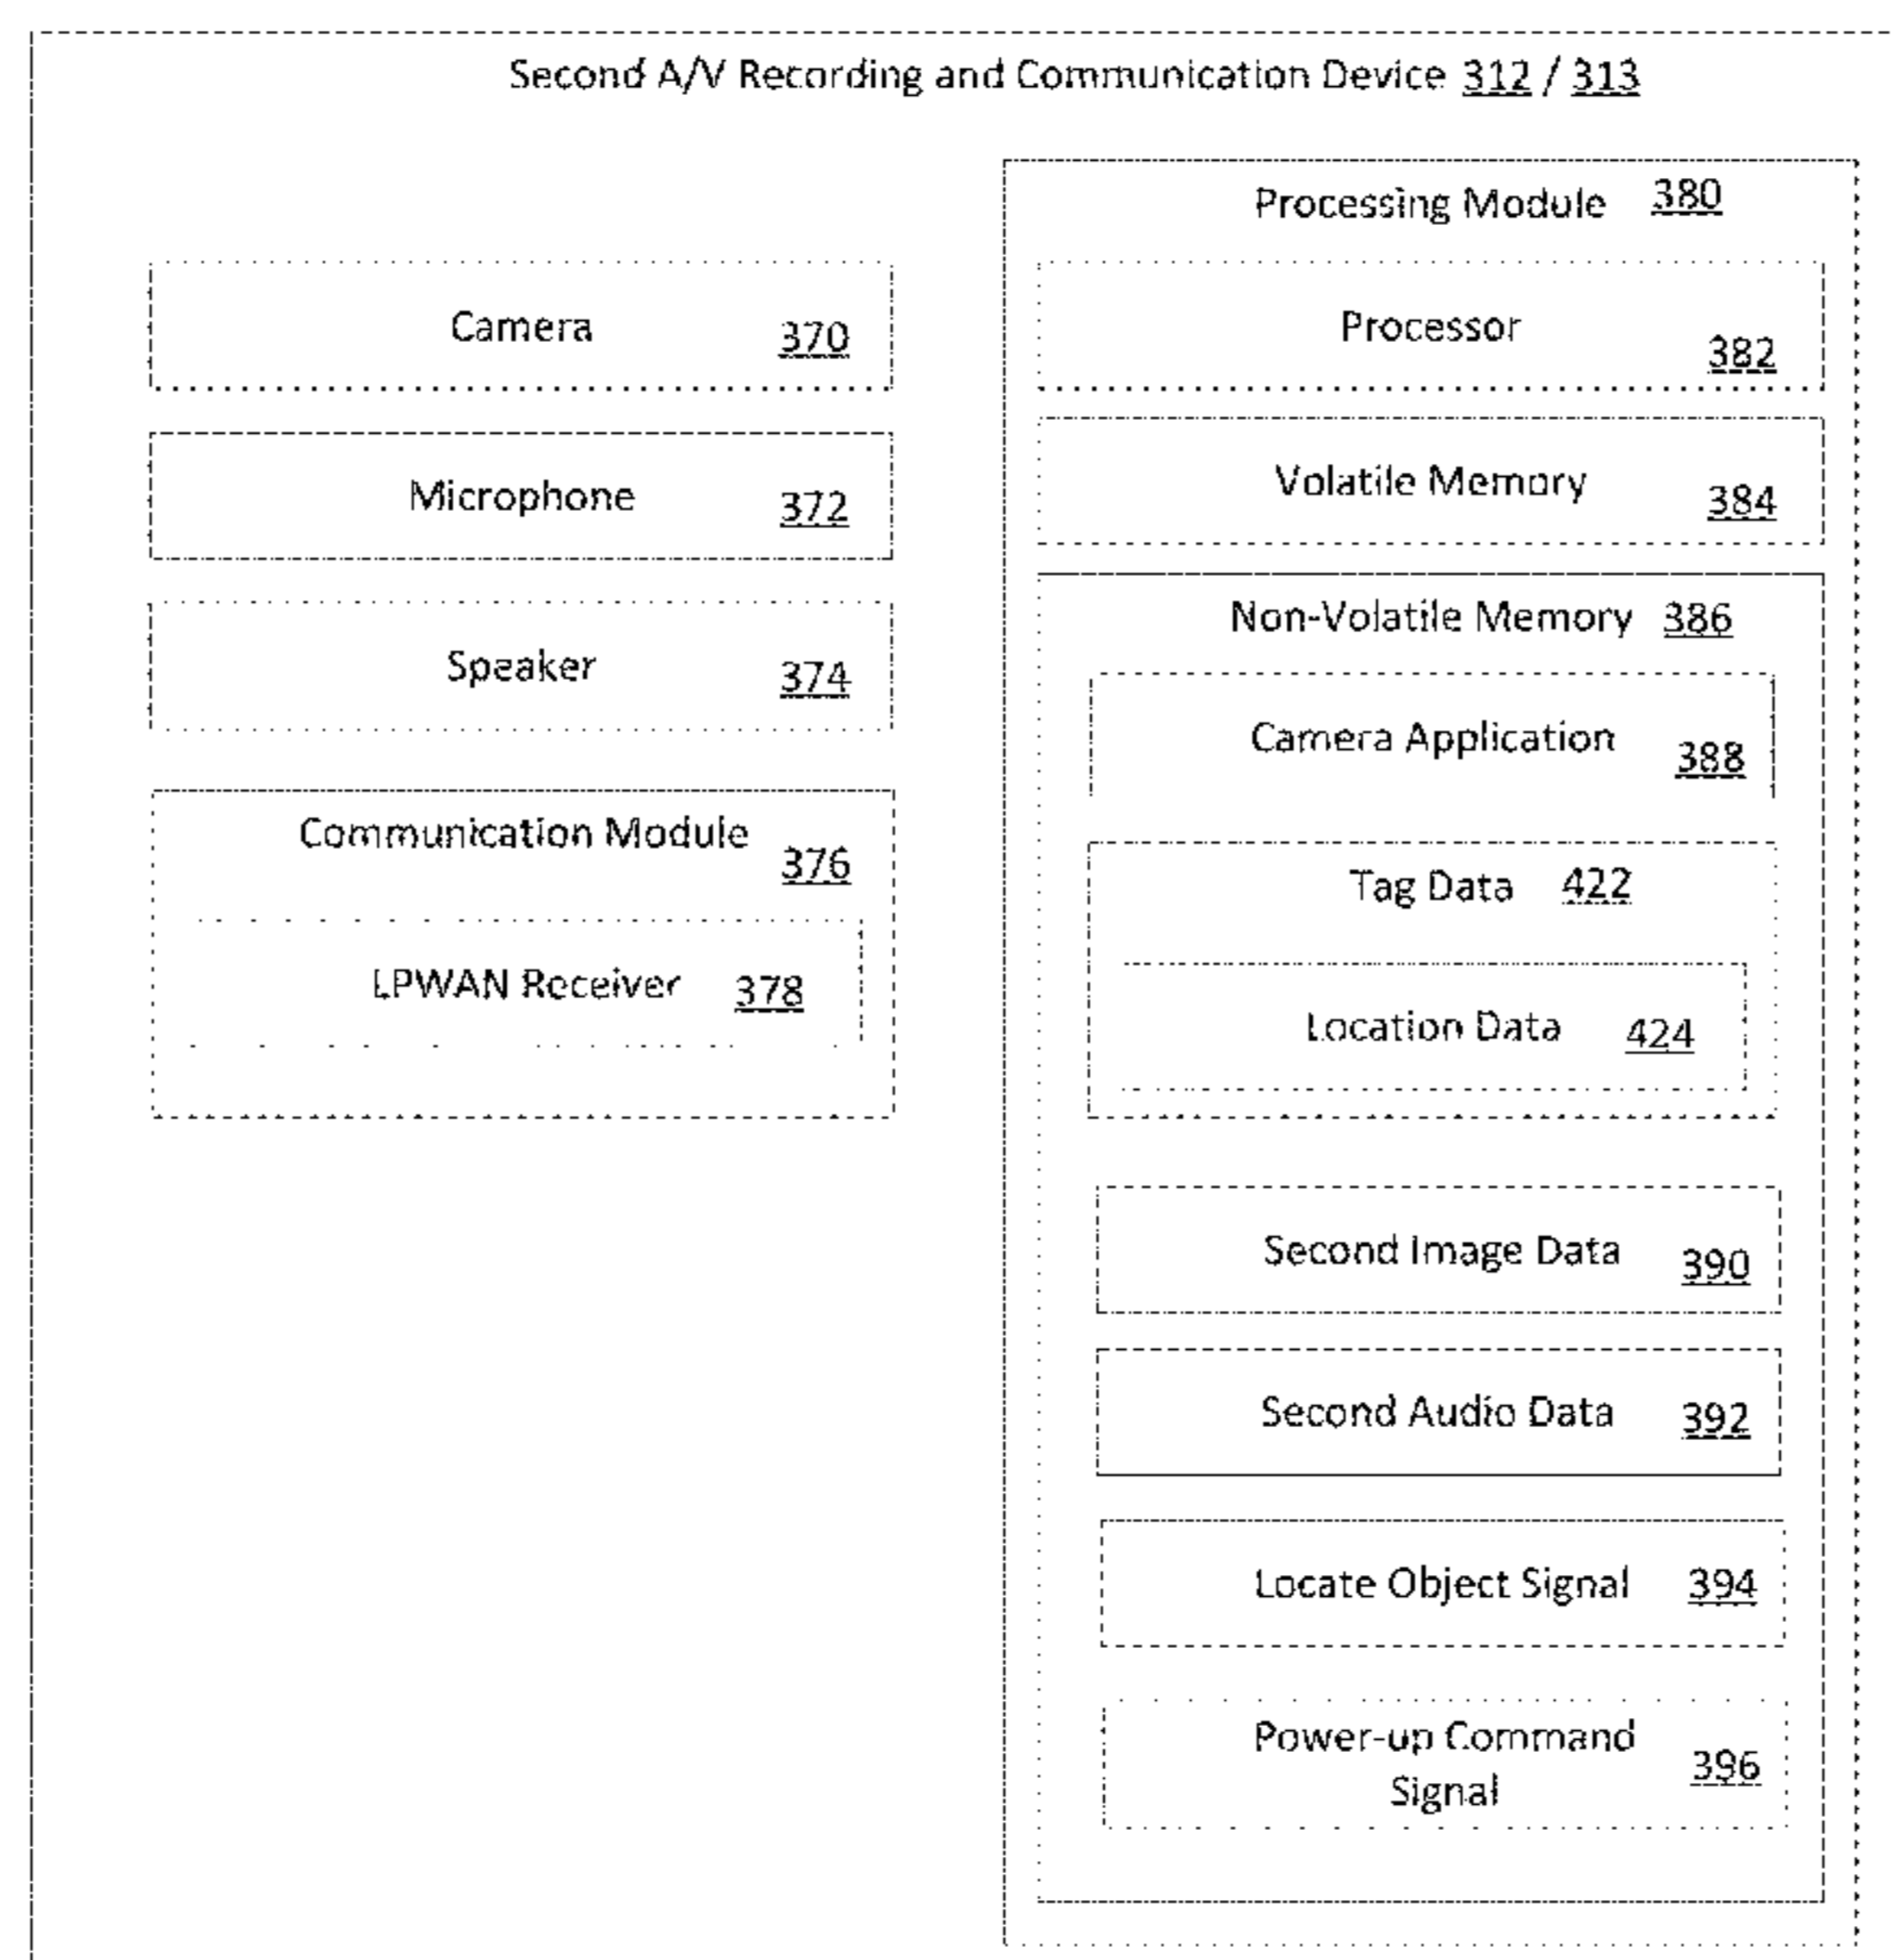 Second A/V Recording and Communication Device 312 / 313
Camera 370
Microphone 372
Speaker 374
Communication Module 376
LPWAN Receiver 378
Processing Module 380
Processor 382
Volatile Memory 384
Non-Volatile Memory 386
Camera Application 388
Tag Data 422
Location Data 424
Second Image Data 390
Second Audio Data 392
Locate Object Signal 394
Power-up Command
Signal 396